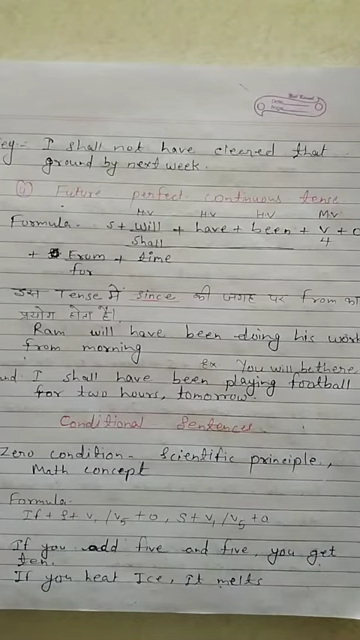 eg- I shall not have cleared that
ground by next week.
Future perfect continuous tense
H.V H.V H.V M.V
Formula. S + will + have + been + V + o
shall 4
+ From + time
for
इस Tense में since की जगह पर From का
प्रयोग होता है।
Ram will have been doing his work
from morning
ex You will be there
and I shall have been playing football
for two hours, tomorrow.
Conditional Sentences.
Zero condition- Scientific principle,
Math concept
Formula-
If + S + V1 / V5 + o, S + V1 / V5 + o
If you add five and five, you get
ten.
If you heat Ice, it melts